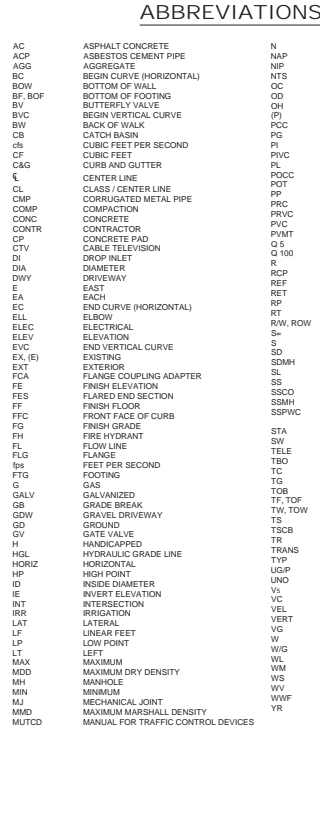 ABBREVIATIONS
AC ASPHALT CONCRETE
ACP ASBESTOS CEMENT PIPE
AGG AGGREGATE
BC BEGIN CURVE (HORIZONTAL)
BOW BOTTOM OF WALL
BF, BOF BOTTOM OF FOOTING
BV BUTTERFLY VALVE
BVC BEGIN VERTICAL CURVE
BW BACK OF WALK
CB CATCH BASIN
cfs CUBIC FEET PER SECOND
CF CUBIC FEET
C&G CURB AND GUTTER
℄ CENTER LINE
CL CLASS / CENTER LINE
CMP CORRUGATED METAL PIPE
COMP COMPACTION
CONC CONCRETE
CONTR CONTRACTOR
CP CONCRETE PAD
CTV CABLE TELEVISION
DI DROP INLET
DIA DIAMETER
DWY DRIVEWAY
E EAST
EA EACH
EC END CURVE (HORIZONTAL)
ELL ELBOW
ELEC ELECTRICAL
ELEV ELEVATION
EVC END VERTICAL CURVE
EX, (E) EXISTING
EXT EXTERIOR
FCA FLANGE COUPLING ADAPTER
FE FINISH ELEVATION
FES FLARED END SECTION
FF FINISH FLOOR
FFC FRONT FACE OF CURB
FG FINISH GRADE
FH FIRE HYDRANT
FL FLOW LINE
FLG FLANGE
fps FEET PER SECOND
FTG FOOTING
G GAS
GALV GALVANIZED
GB GRADE BREAK
GDW GRAVEL DRIVEWAY
GD GROUND
GV GATE VALVE
H HANDICAPPED
HGL HYDRAULIC GRADE LINE
HORIZ HORIZONTAL
HP HIGH POINT
ID INSIDE DIAMETER
IE INVERT ELEVATION
INT INTERSECTION
IRR IRRIGATION
LAT LATERAL
LF LINEAR FEET
LP LOW POINT
LT LEFT
MAX MAXIMUM
MDD MAXIMUM DRY DENSITY
MH MANHOLE
MIN MINIMUM
MJ MECHANICAL JOINT
MMD MAXIMUM MARSHALL DENSITY
MUTCD MANUAL FOR TRAFFIC CONTROL DEVICES
N
NAP
NIP
NTS
OC
OD
OH
(P)
PCC
PG
PI
PIVC
PL
POCC
POT
PP
PRC
PRVC
PVC
PVMT
Q 5
Q 100
R
RCP
REF
RET
RP
RT
R/W, ROW
S=
S
SD
SDMH
SL
SS
SSCO
SSMH
SSPWC
STA
SW
TELE
TBO
TC
TG
TOB
TF, TOF
TW, TOW
TS
TSCB
TR
TRANS
TYP
UG/P
UNO
V5
VC
VEL
VERT
VG
W
W/G
WL
WM
WS
WV
WWF
YR